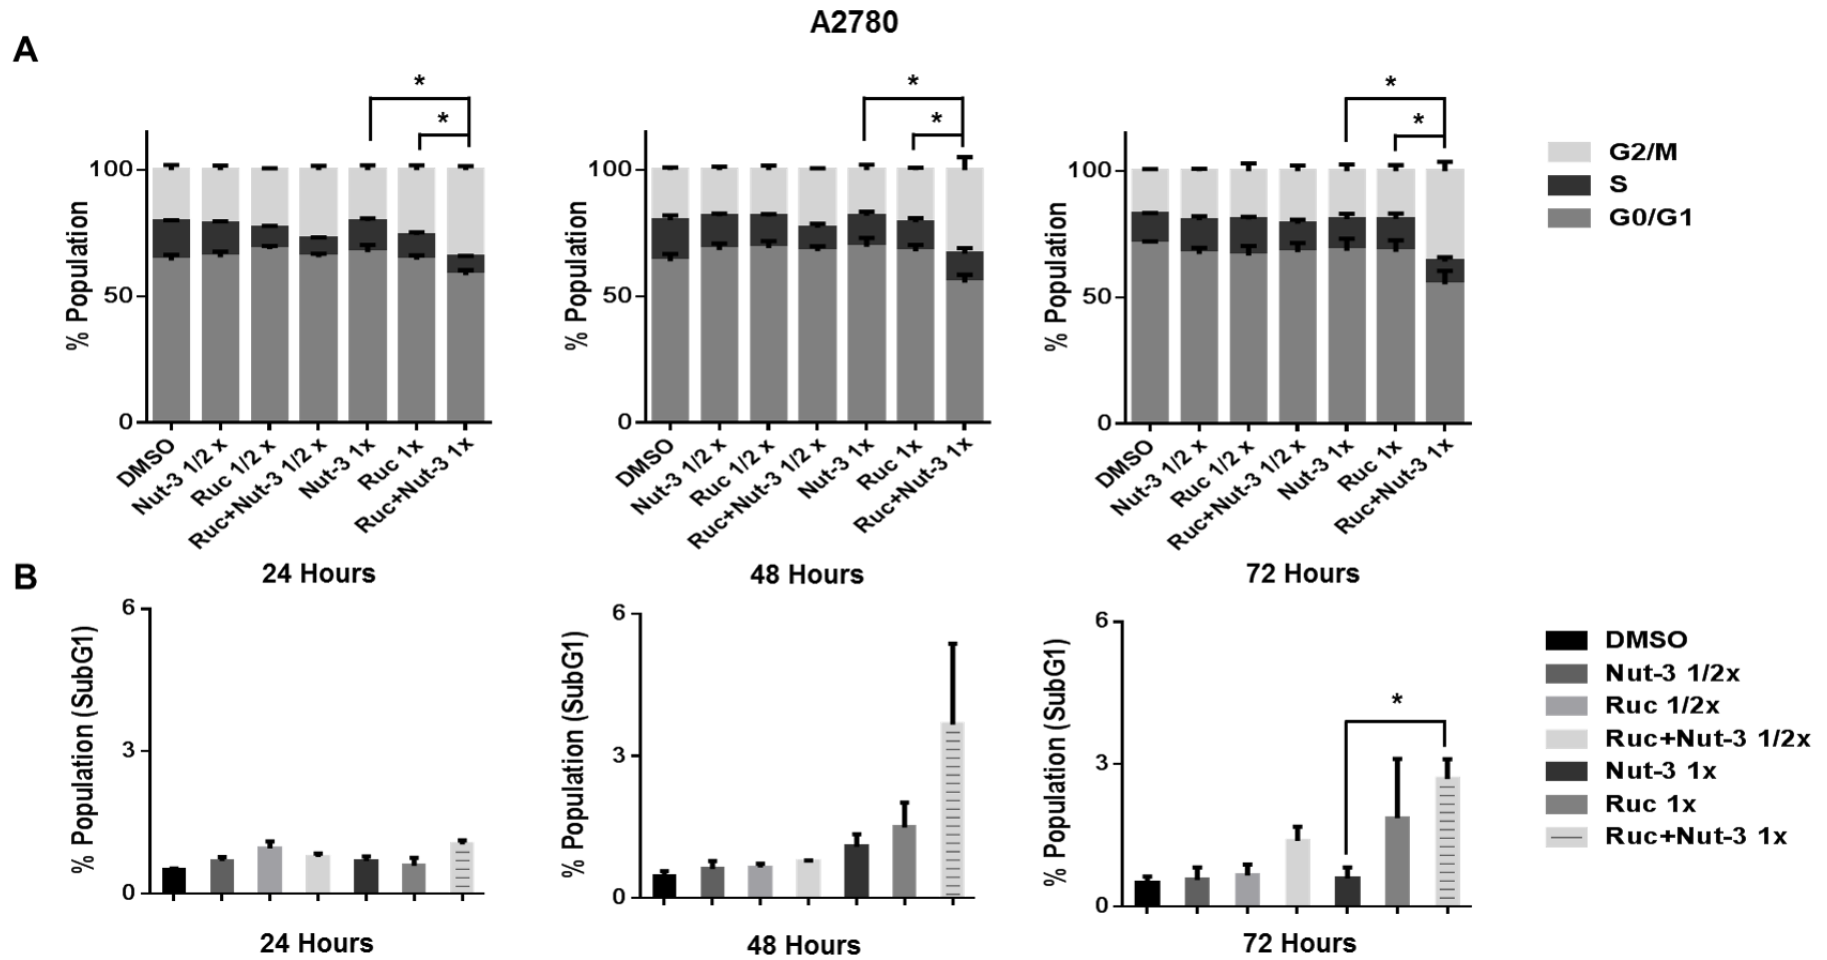 A2780
A
* * *
* * *
% Population
100
50
0
DMSO
Nut-3 1/2 x
Ruc 1/2 x
Ruc+Nut-3 1/2 x
Nut-3 1x
Ruc 1x
Ruc+Nut-3 1x
24 Hours
% Population
100
50
0
DMSO
Nut-3 1/2 x
Ruc 1/2 x
Ruc+Nut-3 1/2 x
Nut-3 1x
Ruc 1x
Ruc+Nut-3 1x
48 Hours
% Population
100
50
0
DMSO
Nut-3 1/2 x
Ruc 1/2 x
Ruc+Nut-3 1/2 x
Nut-3 1x
Ruc 1x
Ruc+Nut-3 1x
72 Hours
G2/M
S
G0/G1
B
% Population (SubG1)
6
3
0
24 Hours
% Population (SubG1)
6
3
0
48 Hours
% Population (SubG1)
6
3
0
*
72 Hours
DMSO
Nut-3 1/2x
Ruc 1/2x
Ruc+Nut-3 1/2x
Nut-3 1x
Ruc 1x
Ruc+Nut-3 1x